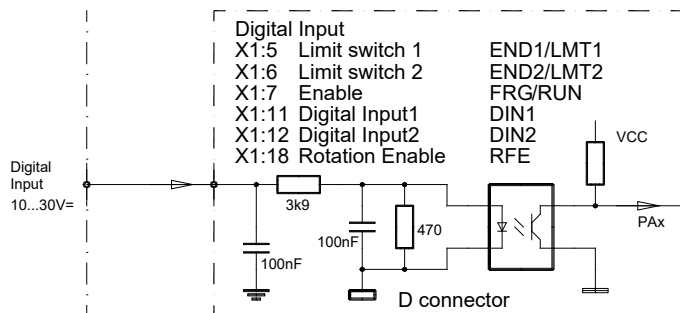 Digital Input
X1:5 Limit switch 1 END1/LMT1
X1:6 Limit switch 2 END2/LMT2
X1:7 Enable FRG/RUN
X1:11 Digital Input1 DIN1
X1:12 Digital Input2 DIN2
X1:18 Rotation Enable RFE
VCC
Digital
Input
10...30V=
3k9
100nF
470
PAx
100nF
D connector